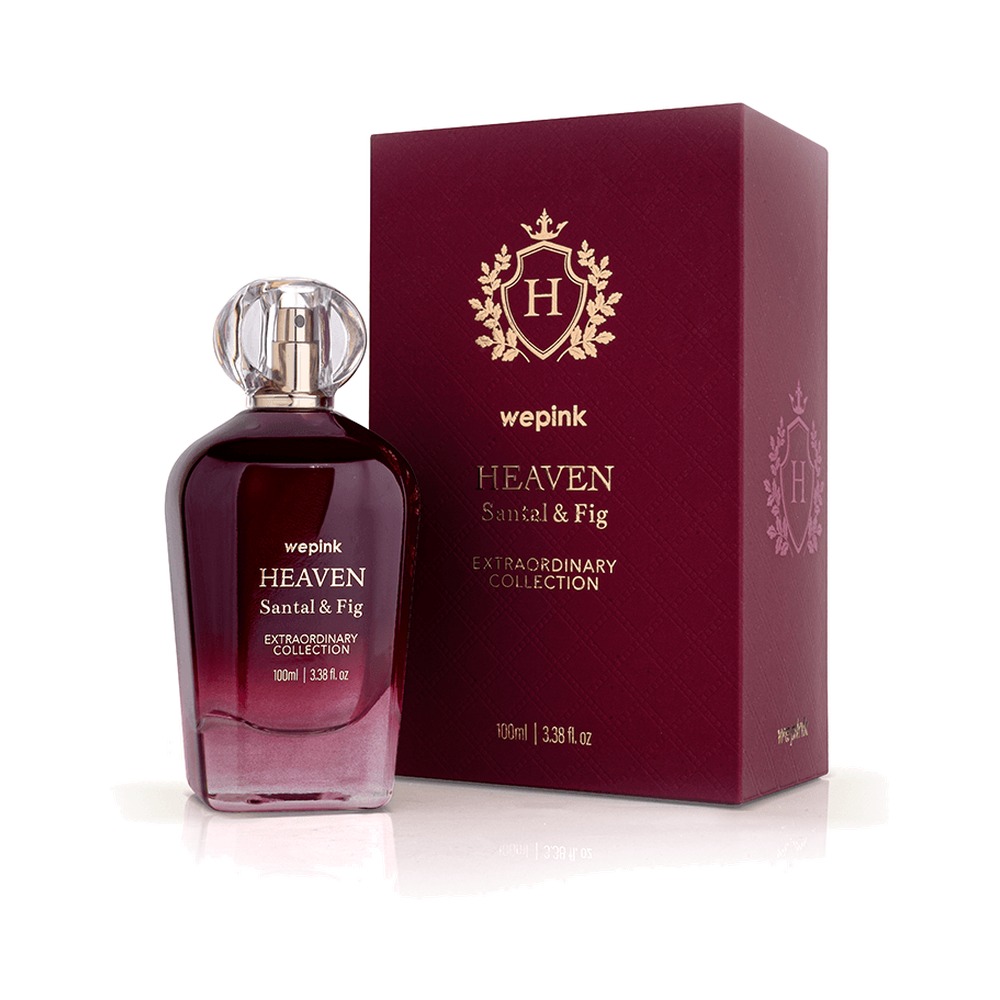 H
wepink
HEAVEN
Santal & Fig
EXTRAORDINARY
COLLECTION
100ml | 3.38 fl. oz
wepink
HEAVEN
Santal & Fig
EXTRAORDINARY
COLLECTION
100ml | 3.38 fl. oz
H
wepink